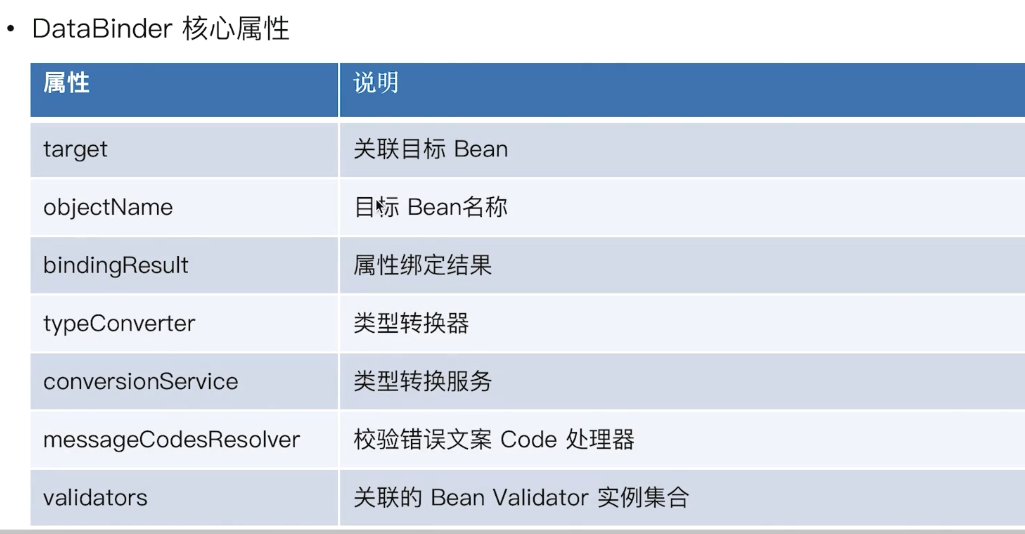 • DataBinder 核心属性
属性 说明
target 关联目标 Bean
objectName 目标 Bean名称
bindingResult 属性绑定结果
typeConverter 类型转换器
conversionService 类型转换服务
messageCodesResolver 校验错误文案 Code 处理器
validators 关联的 Bean Validator 实例集合